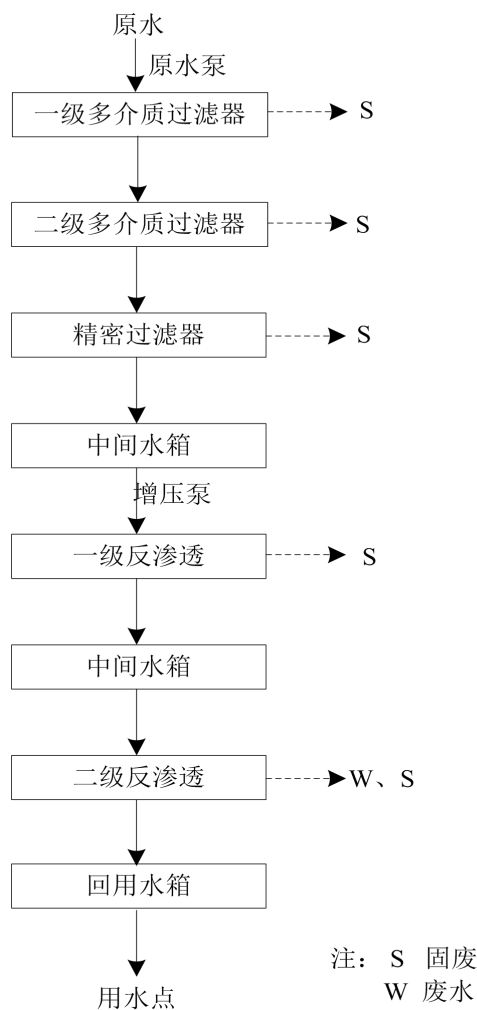 原水
原水泵
一级多介质过滤器 S
二级多介质过滤器 S
精密过滤器 S
中间水箱
增压泵
一级反渗透 S
中间水箱
二级反渗透 W、S
回用水箱
用水点
注： S 固废
W 废水